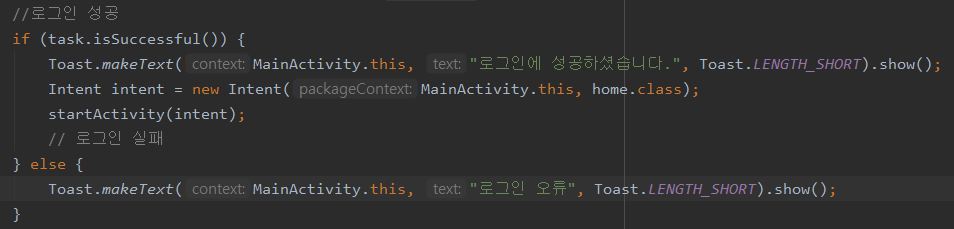 //로그인 성공
if (task.isSuccessful()) {
Toast.makeText( context: MainActivity.this, text: "로그인에 성공하셨습니다.", Toast.LENGTH_SHORT).show();
Intent intent = new Intent( packageContext: MainActivity.this, home.class);
startActivity(intent);
// 로그인 실패
} else {
Toast.makeText( context: MainActivity.this, text: "로그인 오류", Toast.LENGTH_SHORT).show();
}